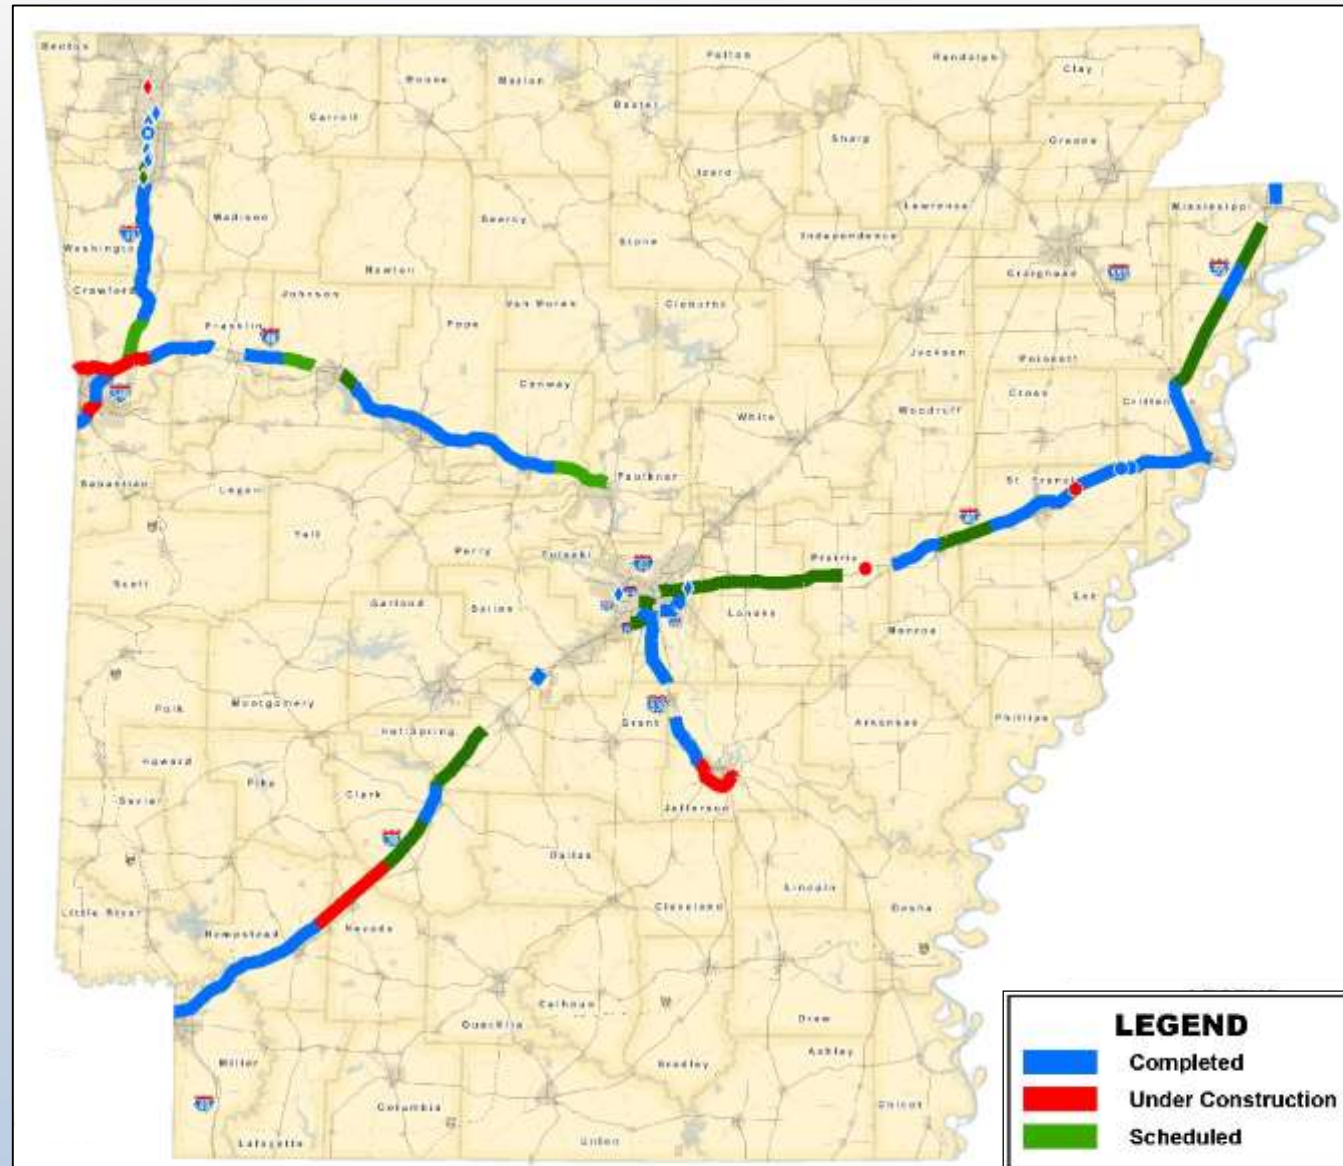 Benton
Boone
Marion
Fulton
Randolph
Clay
Baxter
Carroll
Sharp
Greene
Izard
Madison
Searcy
Stone
Lawrence
Mississippi
Independence
Washington
Newton
Craighead
Crawford
Johnson
Van Buren
Cleburne
Franklin
Pope
Jackson
Poinsett
Conway
Cross
White
Woodruff
Sebastian
Logan
Faulkner
St. Francis
Yell
Perry
Pulaski
Prairie
Scott
Garland
Saline
Lonoke
Lee
Monroe
Polk
Montgomery
Hot Spring
Grant
Arkansas
Phillips
Howard
Pike
Clark
Sevier
Jefferson
Dallas
Lincoln
Little River
Cleveland
Desha
Hempstead
Nevada
Calhoun
Ouachita
Drew
Miller
Bradley
Ashley
Columbia
Chicot
Lafayette
Union
LEGEND
Completed
Under Construction
Scheduled